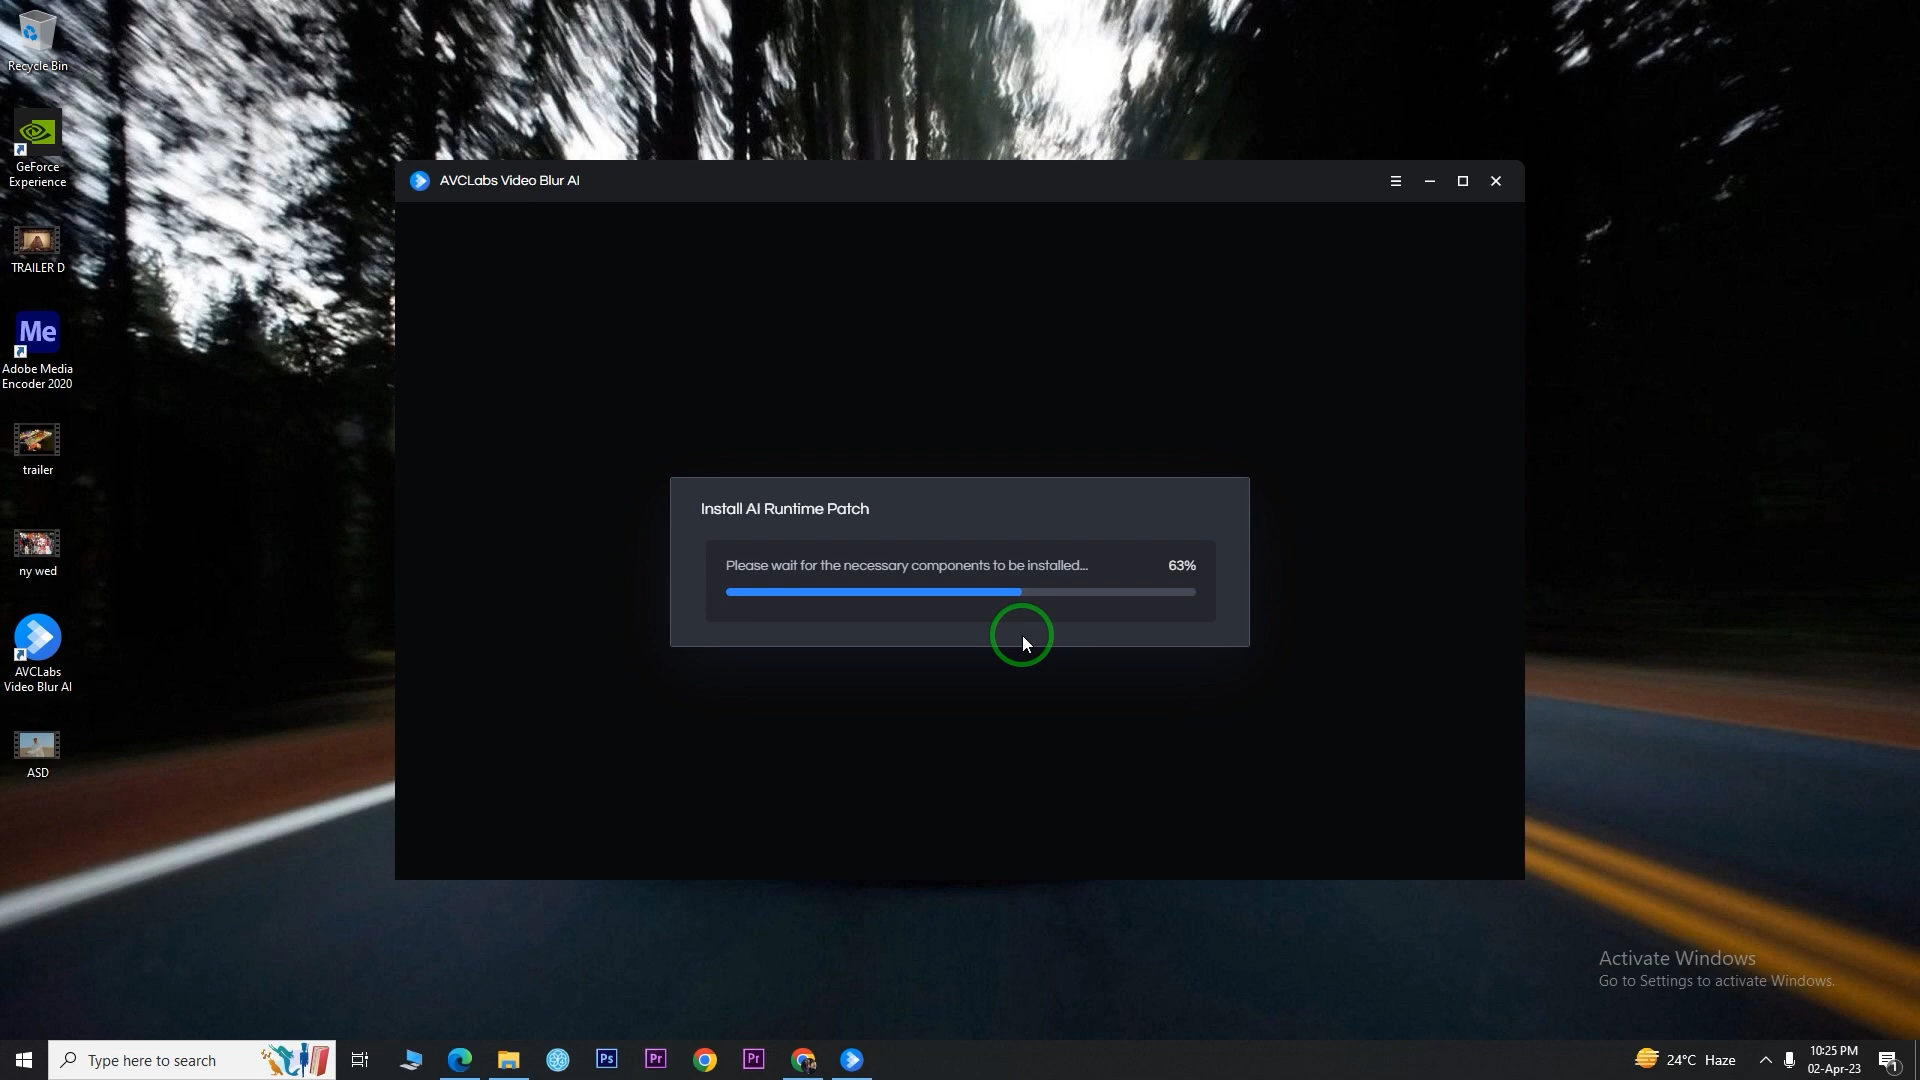 Recycle Bin
GeForce
Experience
TRAILER D
Me
Adobe Media
Encoder 2020
trailer
ny wed
AVCLabs
Video Blur AI
ASD
AVCLabs Video Blur AI
Install AI Runtime Patch
Please wait for the necessary components to be installed... 63%
Activate Windows
Go to Settings to activate Windows.
Type here to search
Ps
Pr
Pr
24°C Haze
10:25 PM
02-Apr-23
1